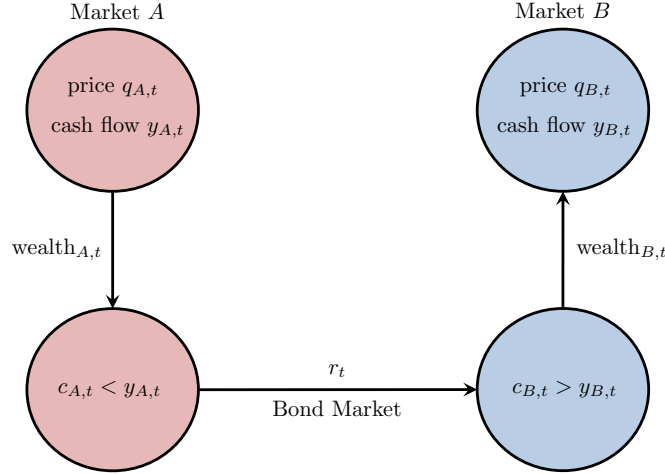 Market A
Market B
price q_{A,t}
cash flow y_{A,t}
price q_{B,t}
cash flow y_{B,t}
wealth_{A,t}
wealth_{B,t}
c_{A,t} < y_{A,t}
r_t
Bond Market
c_{B,t} > y_{B,t}